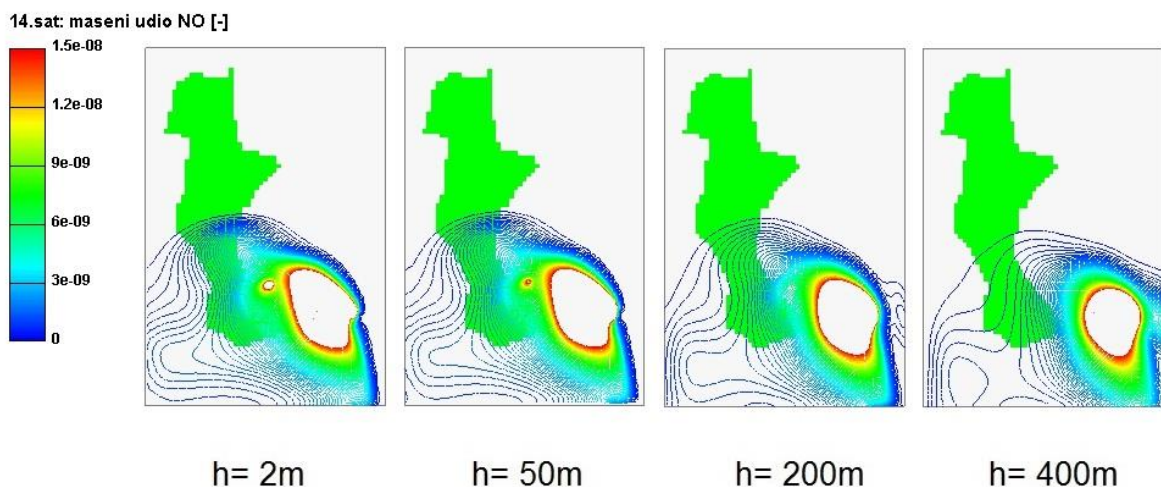 14.sat: maseni udio NO [-]
1.5e-08
1.2e-08
9e-09
6e-09
3e-09
0
h= 2m
h= 50m
h= 200m
h= 400m